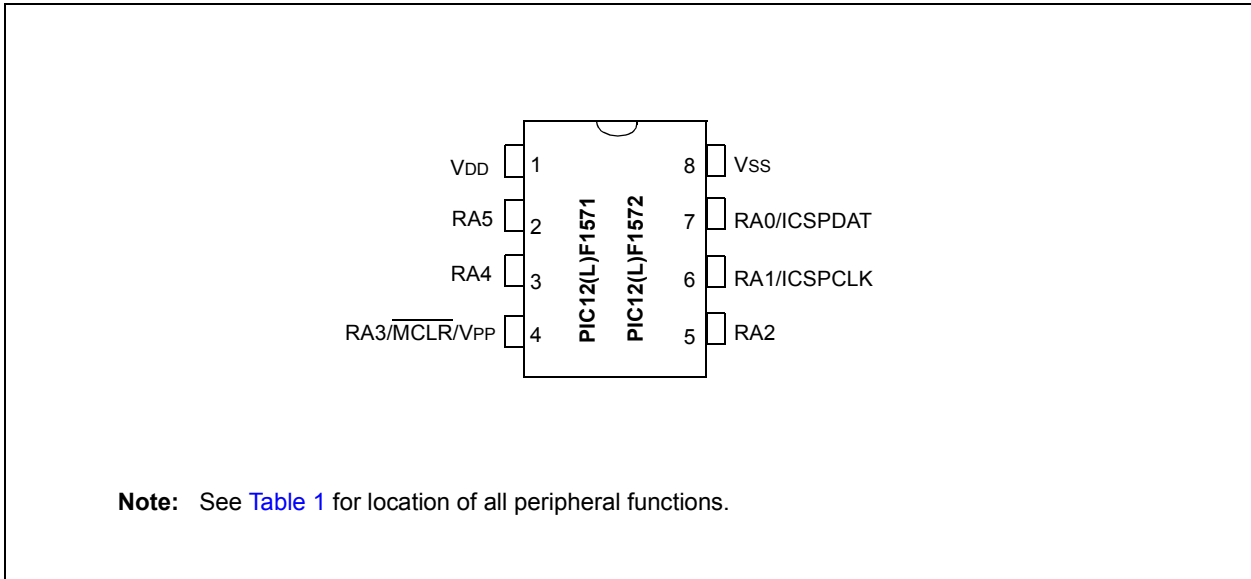 VDD 1 8 VSS
RA5 2 7 RA0/ICSPDAT
RA4 3 6 RA1/ICSPCLK
RA3/MCLR/VPP 4 5 RA2
PIC12(L)F1571
PIC12(L)F1572
Note: See Table 1 for location of all peripheral functions.